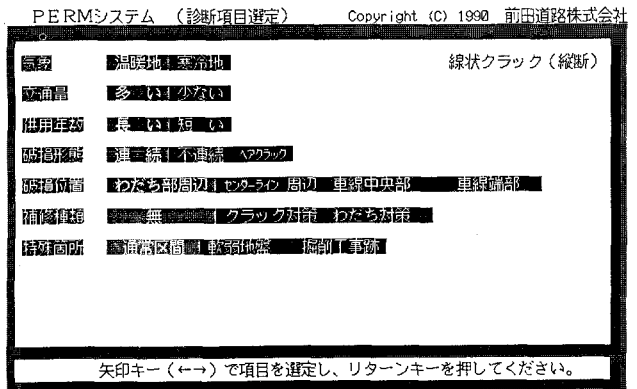 PERMシステム (診断項目選定) Copyright (C) 1990 前田道路株式会社
気象 温暖地 寒冷地 線状クラック(縦断)
交通量 多い 少ない
供用年数 長い 短い
破損形態 連続 不連続 ヘアクラック
破損位置 わだち部周辺 センターライン周辺 車線中央部 車線端部
補修種類 無 クラック対策 わだち対策
特殊箇所 通常区間 軟弱地盤 掘削工事跡
矢印キー(←→)で項目を選定し、リターンキーを押してください。